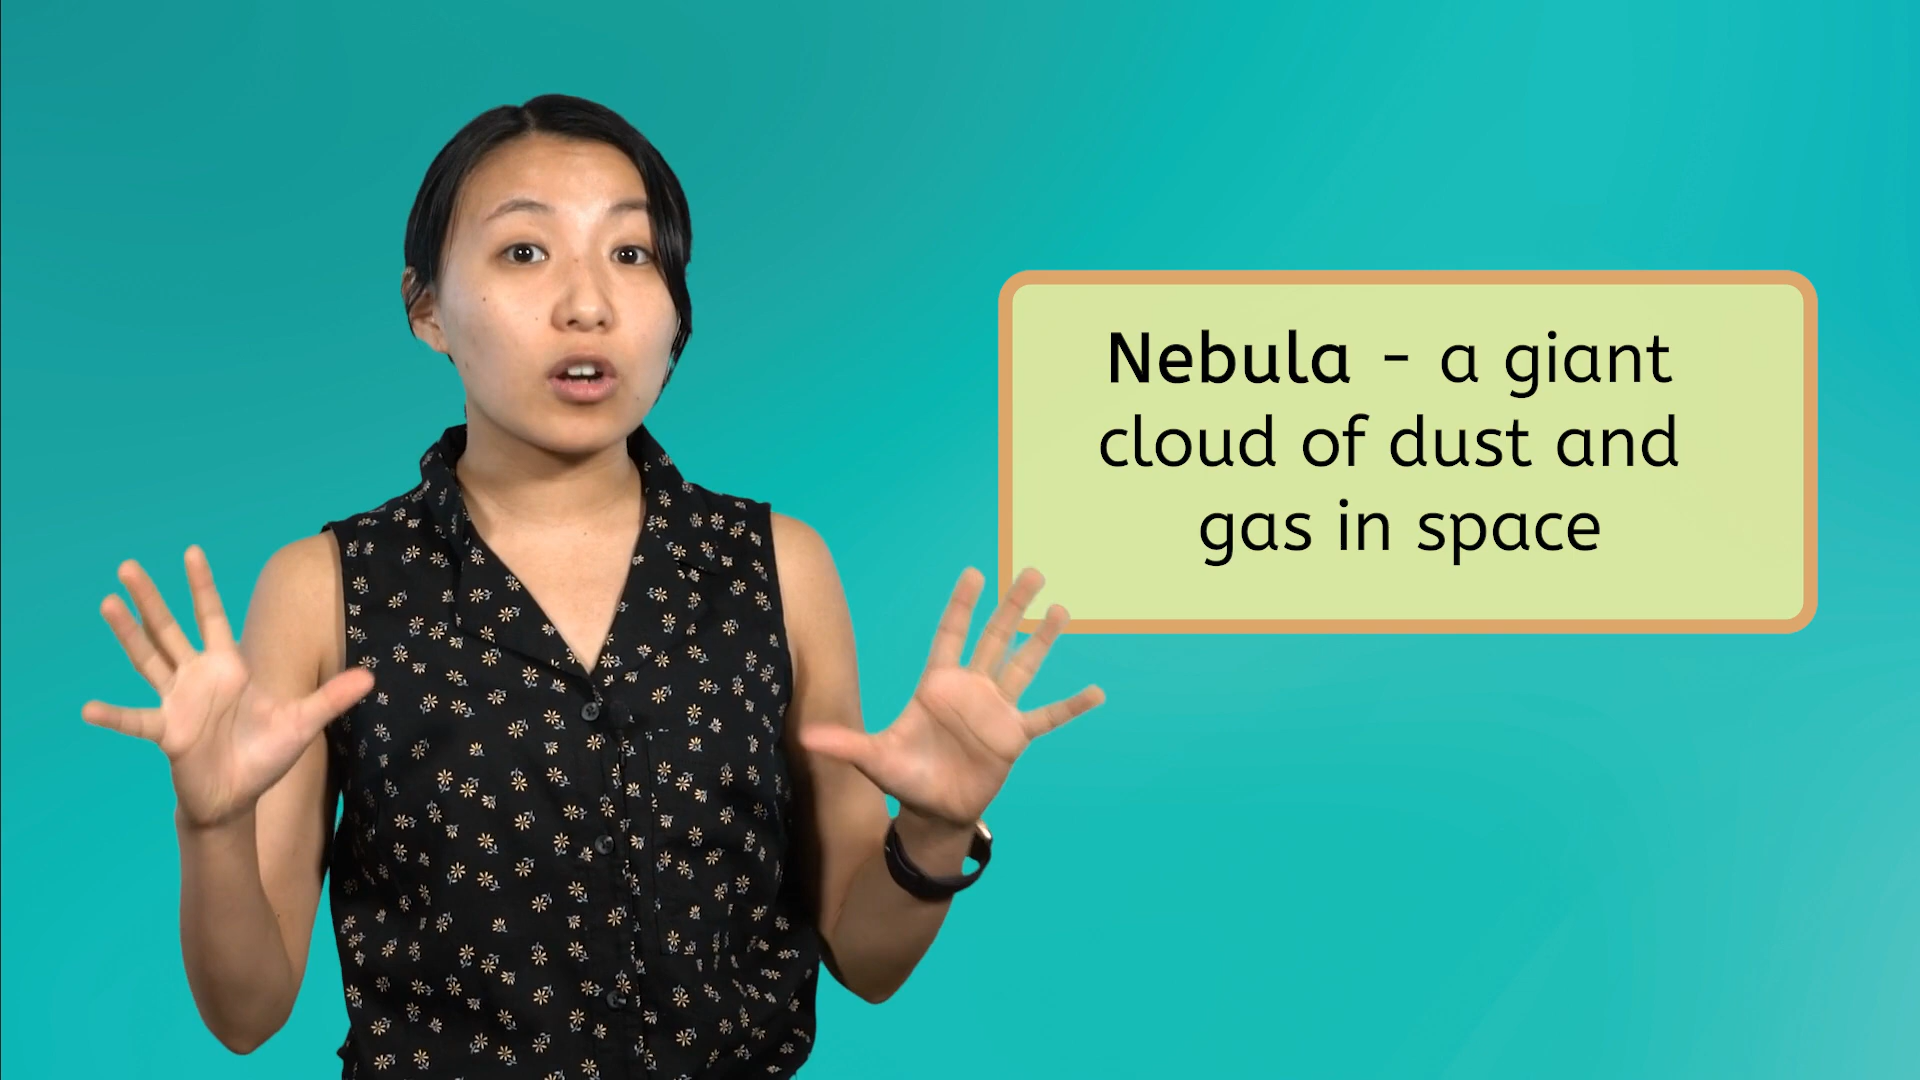 Nebula - a giant
cloud of dust and
gas in space